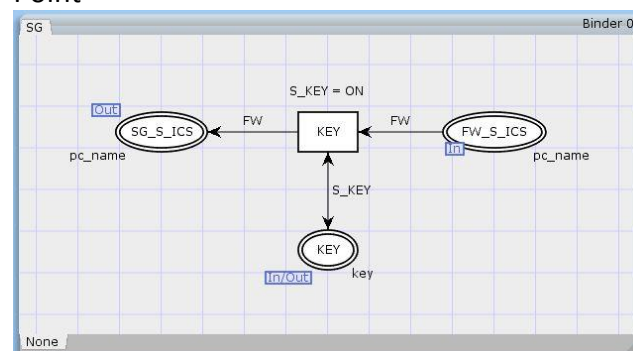 Point
SG
Binder 0
S_KEY = ON
Out
SG_S_ICS
FW
KEY
FW
FW_S_ICS
In
pc_name
pc_name
S_KEY
KEY
In/Out
key
None